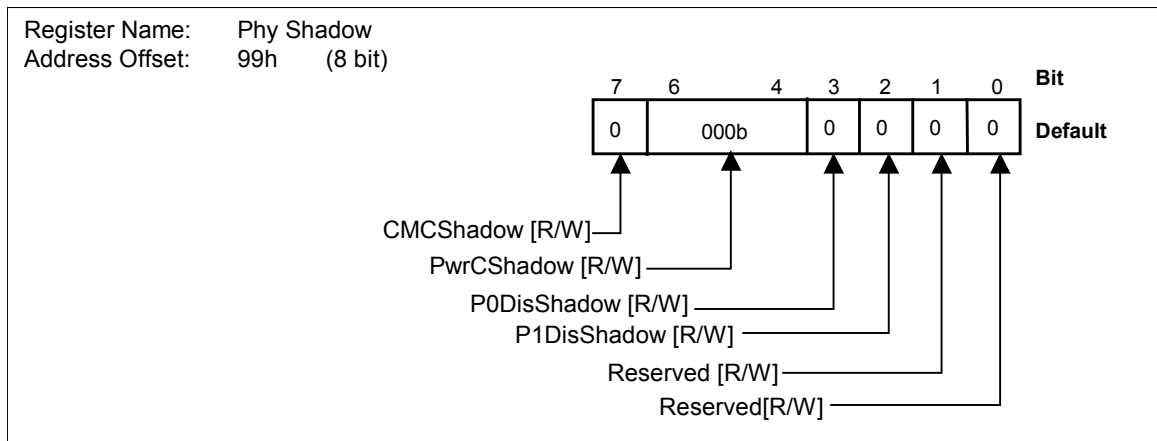 Register Name: Phy Shadow
Address Offset: 99h (8 bit)
7 6 4 3 2 1 0 Bit
0 000b 0 0 0 0 Default
CMCShadow [R/W]
PwrCShadow [R/W]
P0DisShadow [R/W]
P1DisShadow [R/W]
Reserved [R/W]
Reserved[R/W]